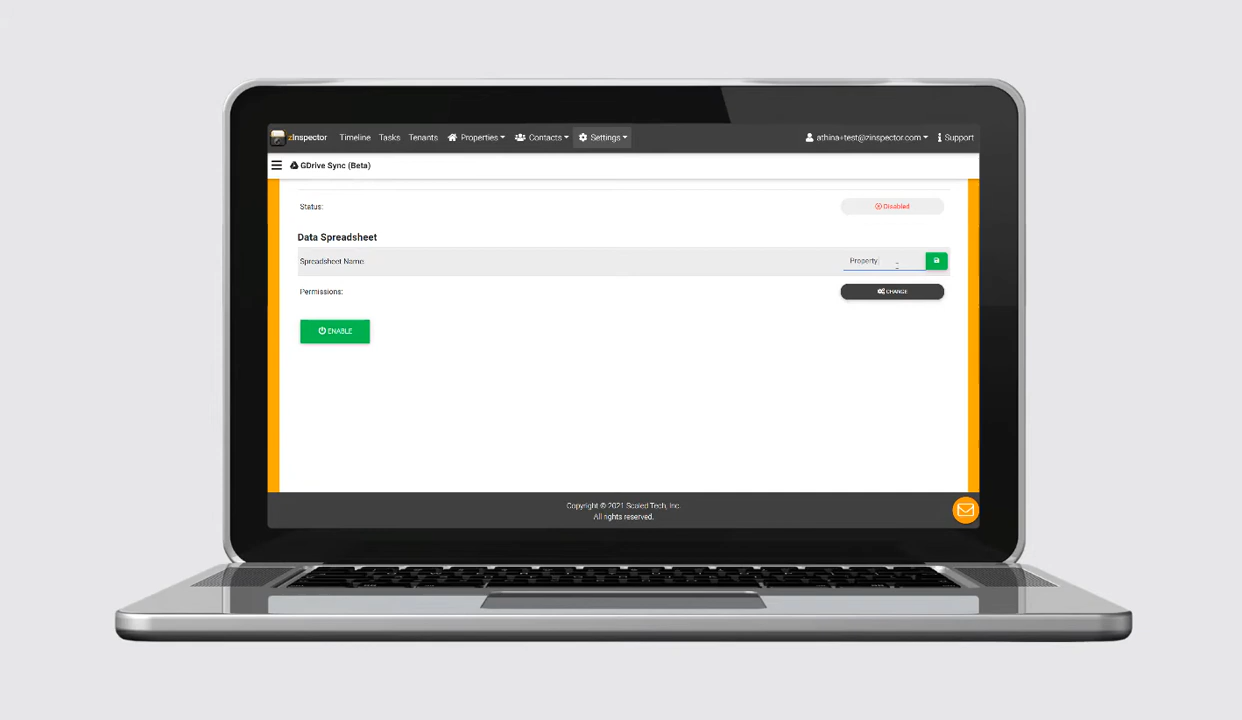 zInspector Timeline Tasks Tenants Properties Contacts Settings athina+test@zinspector.com Support
GDrive Sync (Beta)
Status: Disabled
Data Spreadsheet
Spreadsheet Name: Property
Permissions: CHANGE
ENABLE
Copyright © 2021 Scaled Tech, Inc.
All rights reserved.